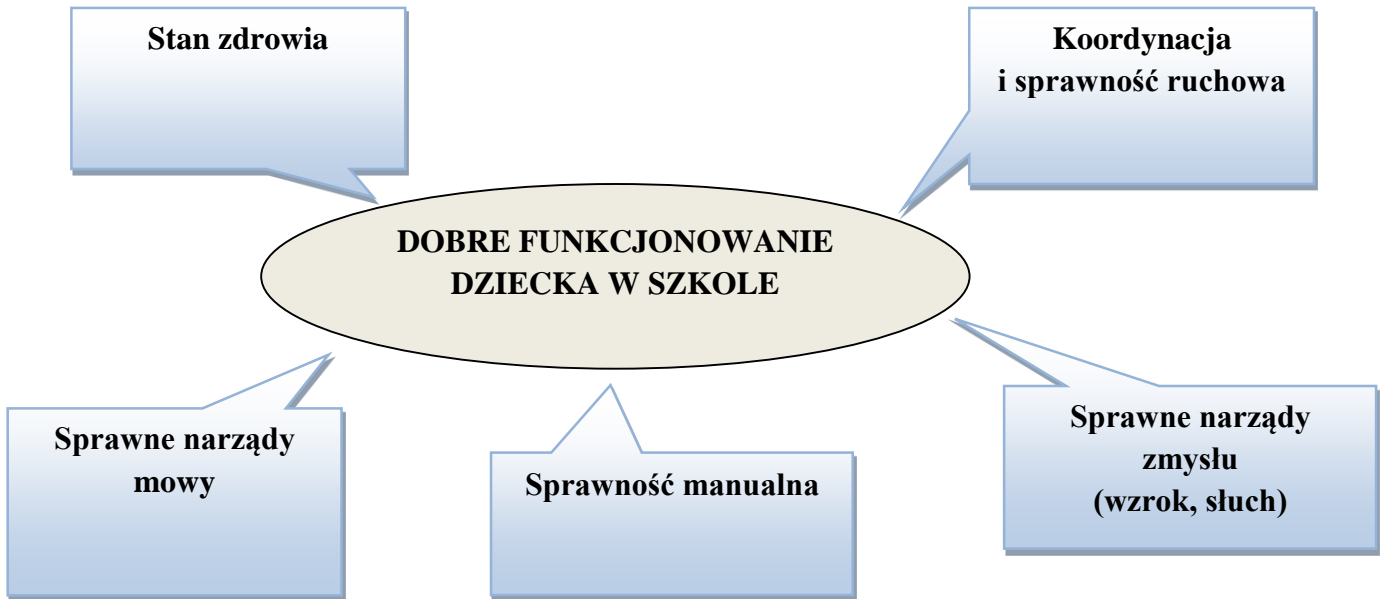 Stan zdrowia
Koordynacja
i sprawność ruchowa
DOBRE FUNKCJONOWANIE
DZIECKA W SZKOLE
Sprawne narządy
mowy
Sprawność manualna
Sprawne narządy
zmysłu
(wzrok, słuch)